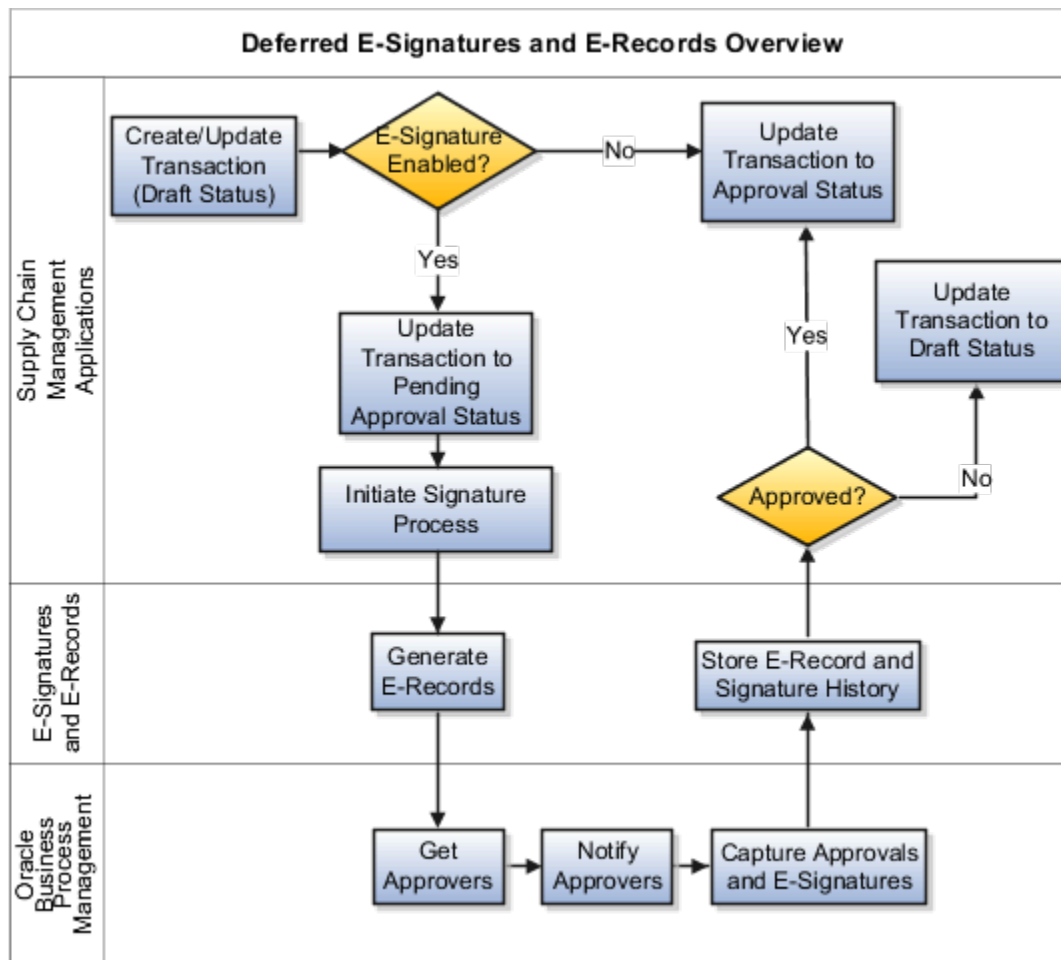 Deferred E-Signatures and E-Records Overview
Supply Chain
Management
Applications
Create/Update
Transaction
(Draft Status)
E-Signature
Enabled?
No
Update
Transaction to
Approval Status
Yes
Update
Transaction to
Pending
Approval Status
Yes
Update
Transaction to
Draft Status
Initiate Signature
Process
Approved?
No
E-Signatures
and E-Records
Generate
E-Records
Store E-Record and
Signature History
Oracle
Business
Process
Management
Get
Approvers
Notify
Approvers
Capture Approvals
and E-Signatures